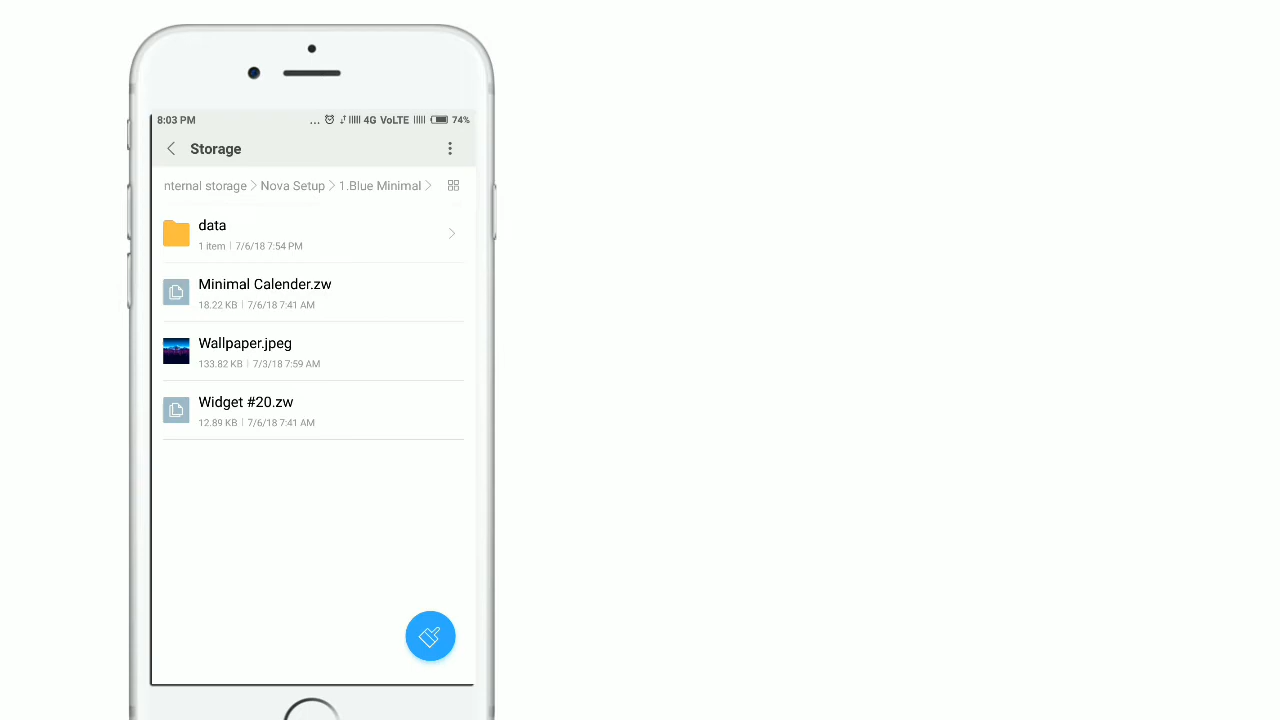 8:03 PM ... 4G VoLTE 74%
Storage
nternal storage Nova Setup 1.Blue Minimal
data
1 item | 7/6/18 7:54 PM
Minimal Calender.zw
18.22 KB | 7/6/18 7:41 AM
Wallpaper.jpeg
133.82 KB | 7/3/18 7:59 AM
Widget #20.zw
12.89 KB | 7/6/18 7:41 AM